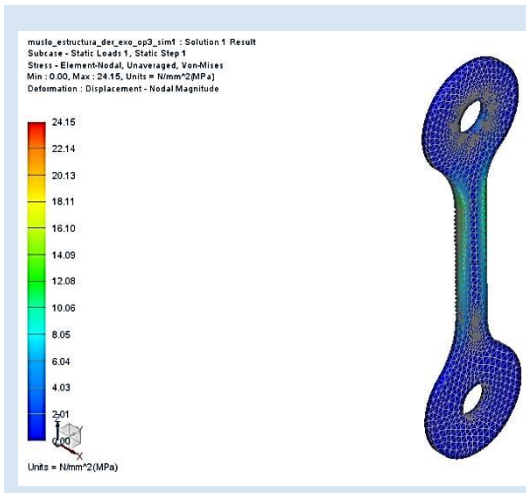 muslo_estructura_der_exo_op3_sim1 : Solution 1 Result
Subcase - Static Loads 1, Static Step 1
Stress - Element-Nodal, Unaveraged, Von-Mises
Min : 0.00, Max : 24.15, Units = N/mm^2(MPa)
Deformation : Displacement - Nodal Magnitude
24.15
22.14
20.13
18.11
16.10
14.09
12.08
10.06
8.05
6.04
4.03
2.01
0.00
Z
Y
X
Units = N/mm^2(MPa)